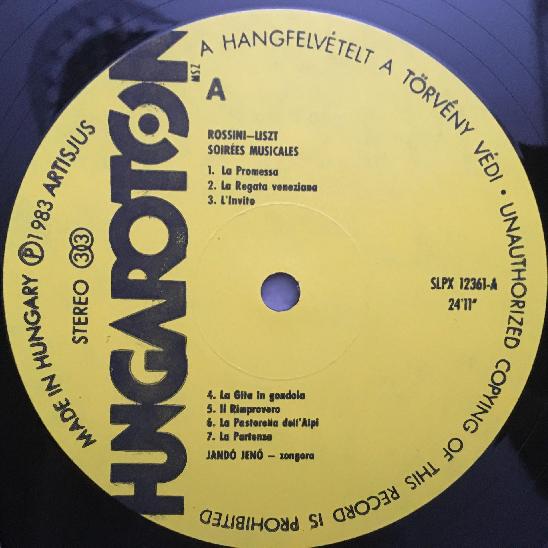 HUNGAROTON
MSZ
A
ROSSINI–LISZT
SOIRÉES MUSICALES
1. La Promessa
2. La Regata veneziana
3. L'Invito
SLPX 12361-A
24'11"
4. La Gita in gondola
5. Il Rimprovero
6. La Pastorella dell'Alpi
7. La Partenza
JANDÓ JENŐ – zongora
STEREO 33
MADE IN HUNGARY Ⓟ 1983 ARTISJUS
A HANGFELVÉTELT A TÖRVÉNY VÉDI • UNAUTHORIZED COPYING OF THIS RECORD IS PROHIBITED